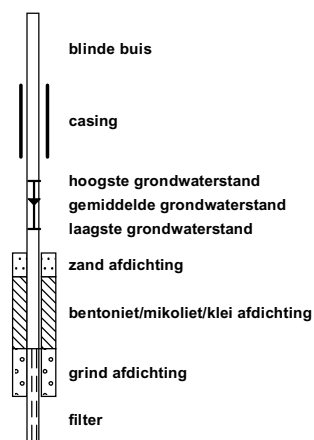 blinde buis
casing
hoogste grondwaterstand
gemiddelde grondwaterstand
laagste grondwaterstand
zand afdichting
bentoniet/mikoliet/klei afdichting
grind afdichting
filter